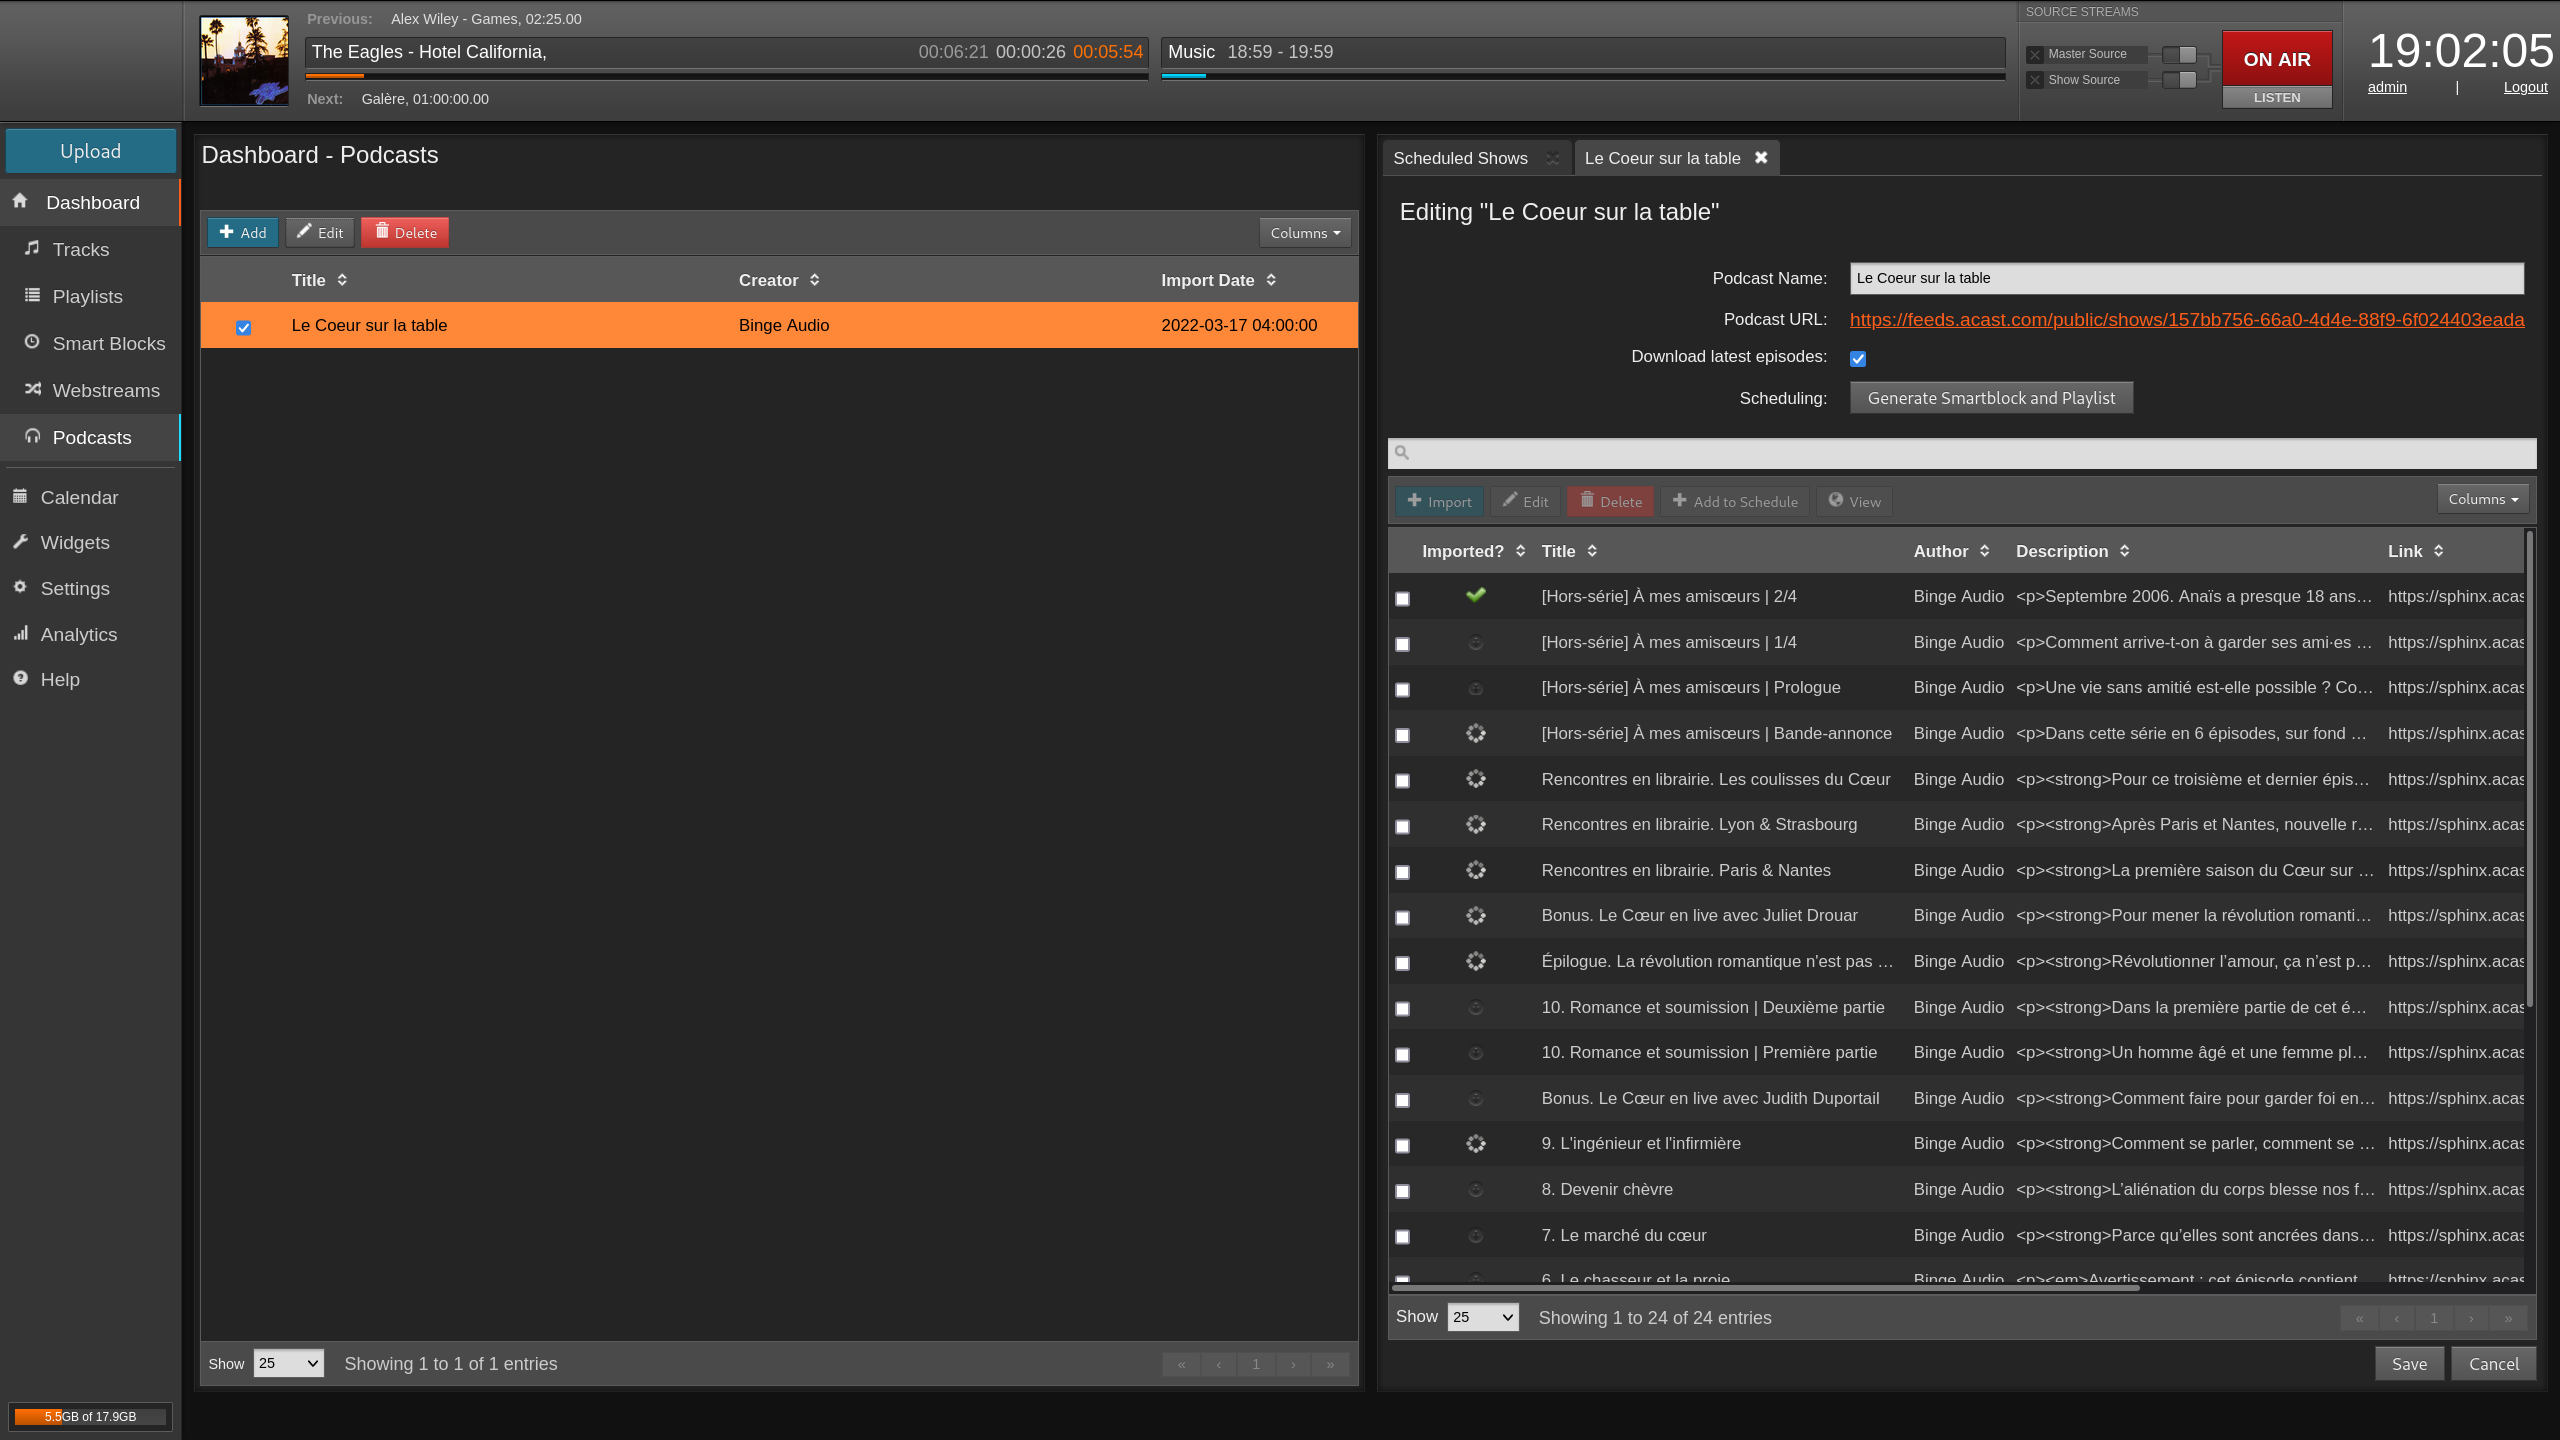 Previous: Alex Wiley - Games, 02:25.00
The Eagles - Hotel California, 00:06:21 00:00:26 00:05:54
Music 18:59 - 19:59
Next: Galère, 01:00:00.00
SOURCE STREAMS
Master Source
Show Source
ON AIR
LISTEN
19:02:05
admin | Logout
Upload
Dashboard
Tracks
Playlists
Smart Blocks
Webstreams
Podcasts
Calendar
Widgets
Settings
Analytics
Help
5.5GB of 17.9GB
Dashboard - Podcasts
Add Edit Delete Columns
Title Creator Import Date
Le Coeur sur la table Binge Audio 2022-03-17 04:00:00
Show 25 Showing 1 to 1 of 1 entries « ‹ 1 › »
Scheduled Shows Le Coeur sur la table
Editing "Le Coeur sur la table"
Podcast Name: Le Coeur sur la table
Podcast URL: https://feeds.acast.com/public/shows/157bb756-66a0-4d4e-88f9-6f024403eada
Download latest episodes:
Scheduling: Generate Smartblock and Playlist
Import Edit Delete Add to Schedule View Columns
Imported? Title Author Description Link
[Hors-série] À mes amisœurs | 2/4 Binge Audio <p>Septembre 2006. Anaïs a presque 18 ans… https://sphinx.acas
[Hors-série] À mes amisœurs | 1/4 Binge Audio <p>Comment arrive-t-on à garder ses ami·es … https://sphinx.acas
[Hors-série] À mes amisœurs | Prologue Binge Audio <p>Une vie sans amitié est-elle possible ? Co… https://sphinx.acas
[Hors-série] À mes amisœurs | Bande-annonce Binge Audio <p>Dans cette série en 6 épisodes, sur fond … https://sphinx.acas
Rencontres en librairie. Les coulisses du Cœur Binge Audio <p><strong>Pour ce troisième et dernier épis… https://sphinx.acas
Rencontres en librairie. Lyon & Strasbourg Binge Audio <p><strong>Après Paris et Nantes, nouvelle r… https://sphinx.acas
Rencontres en librairie. Paris & Nantes Binge Audio <p><strong>La première saison du Cœur sur … https://sphinx.acas
Bonus. Le Cœur en live avec Juliet Drouar Binge Audio <p><strong>Pour mener la révolution romanti… https://sphinx.acas
Épilogue. La révolution romantique n'est pas … Binge Audio <p><strong>Révolutionner l’amour, ça n’est p… https://sphinx.acas
10. Romance et soumission | Deuxième partie Binge Audio <p><strong>Dans la première partie de cet é… https://sphinx.acas
10. Romance et soumission | Première partie Binge Audio <p><strong>Un homme âgé et une femme pl… https://sphinx.acas
Bonus. Le Cœur en live avec Judith Duportail Binge Audio <p><strong>Comment faire pour garder foi en… https://sphinx.acas
9. L'ingénieur et l'infirmière Binge Audio <p><strong>Comment se parler, comment se … https://sphinx.acas
8. Devenir chèvre Binge Audio <p><strong>L’aliénation du corps blesse nos f… https://sphinx.acas
7. Le marché du cœur Binge Audio <p><strong>Parce qu’elles sont ancrées dans… https://sphinx.acas
6. Le chasseur et la proie Binge Audio <p><em>Avertissement : cet épisode contient https://sphinx.acas
Show 25 Showing 1 to 24 of 24 entries « ‹ 1 › »
Save Cancel